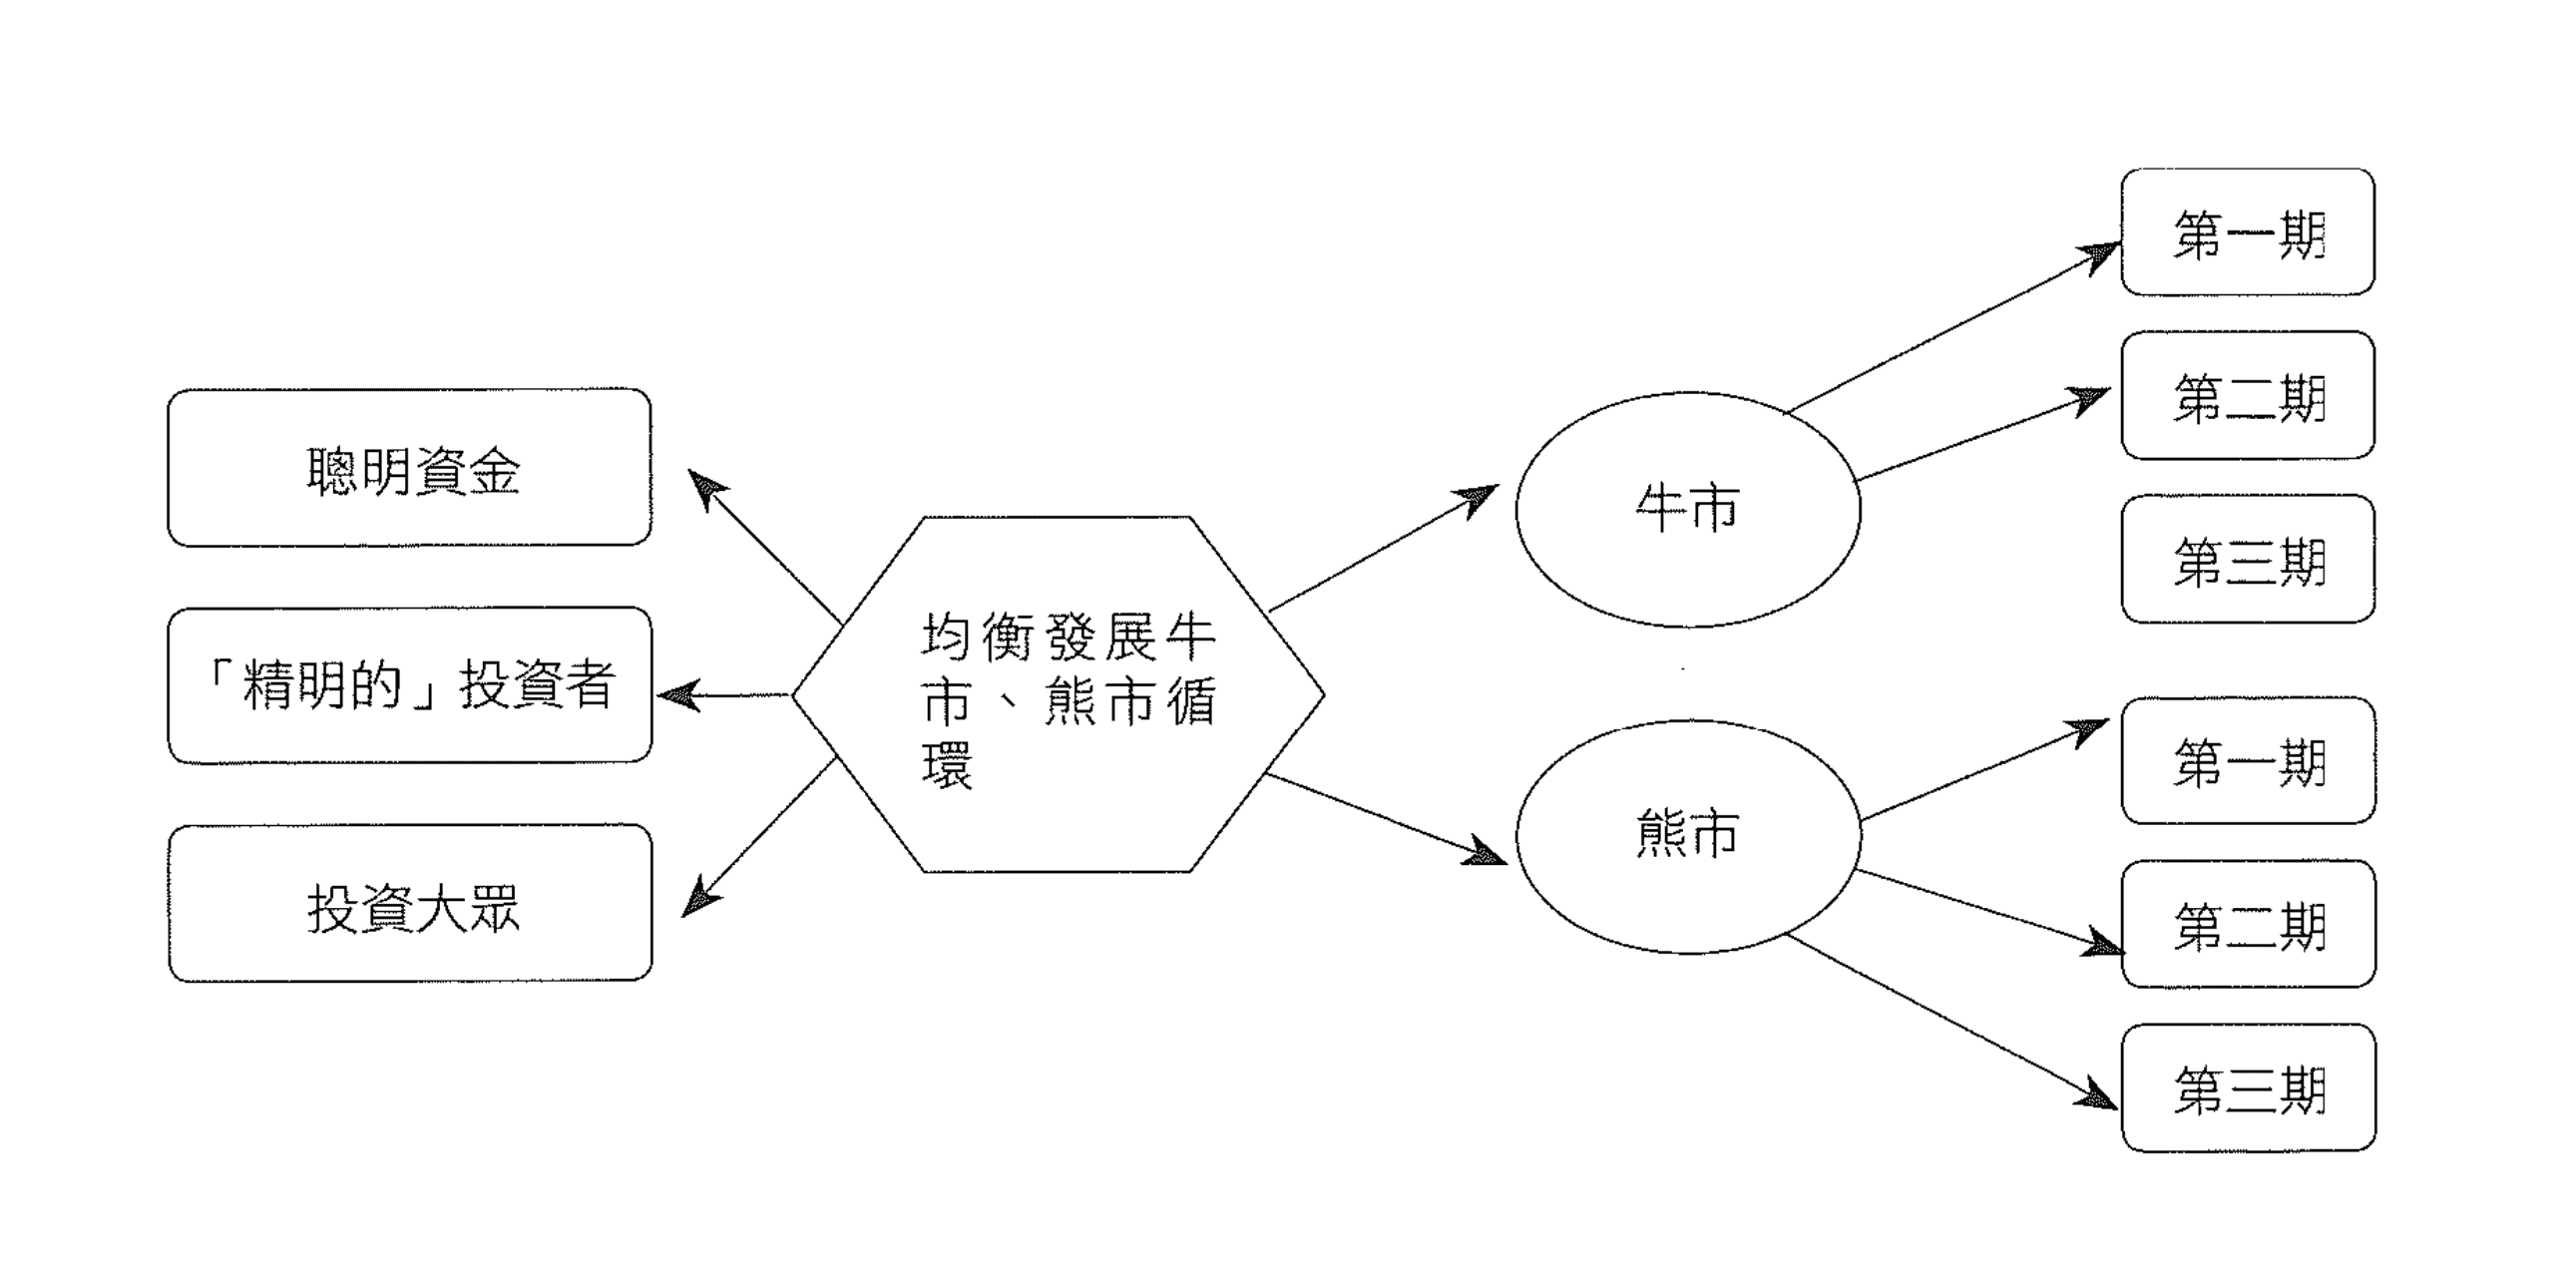 聰明資金
「精明的」投資者
投資大眾
均衡發展牛
市、熊市循
環
牛市
熊市
第一期
第二期
第三期
第一期
第二期
第三期